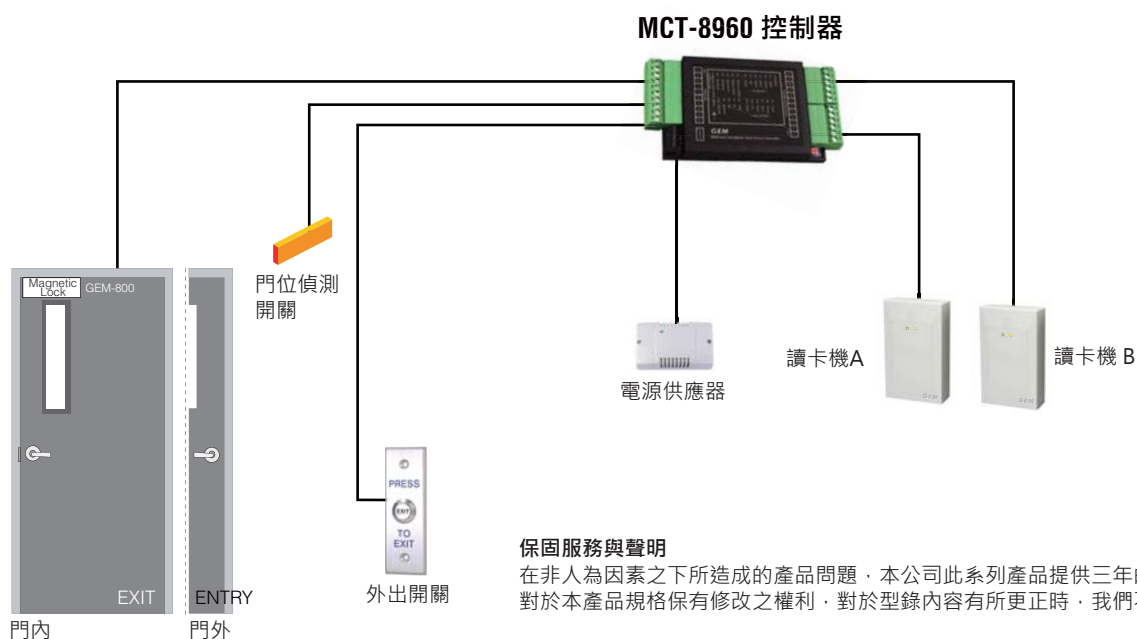 MCT-8960 控制器
GEM
Magnetic
Lock
GEM-800
門位偵測
開關
電源供應器
讀卡機A
讀卡機 B
GEM
GEM
PRESS
EXIT
TO
EXIT
外出開關
EXIT
ENTRY
門內
門外
保固服務與聲明
在非人為因素之下所造成的產品問題，本公司此系列產品提供三年
對於本產品規格保有修改之權利，對於型錄內容有所更正時，我們